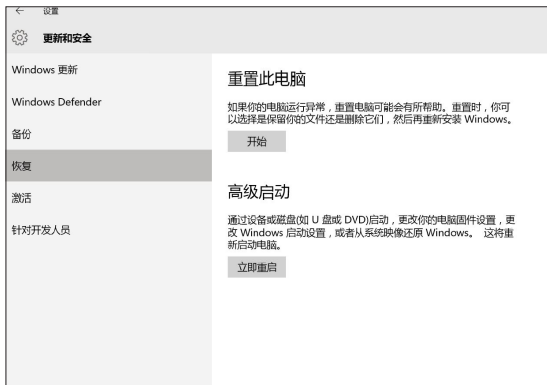 ← 设置
更新和安全
Windows 更新
Windows Defender
备份
恢复
激活
针对开发人员
重置此电脑
如果你的电脑运行异常，重置电脑可能会有所帮助。重置时，你可
以选择是保留你的文件还是删除它们，然后再重新安装 Windows。
开始
高级启动
通过设备或磁盘(如 U 盘或 DVD)启动，更改你的电脑固件设置，更
改 Windows 启动设置，或者从系统映像还原 Windows。 这将重
新启动电脑。
立即重启